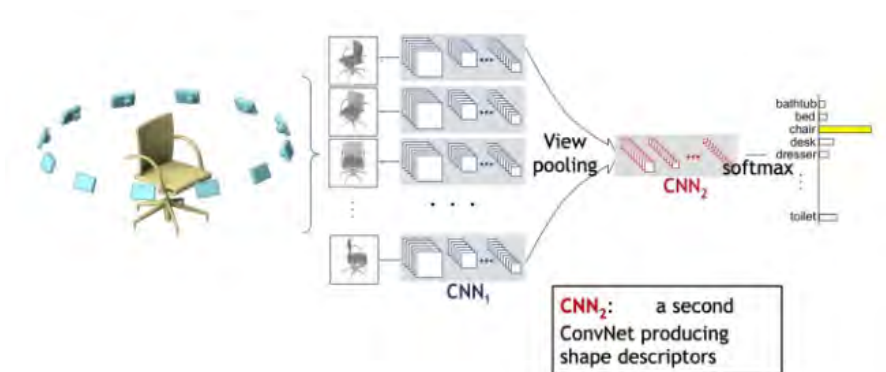 bathtub
bed
chair
desk
dresser
toilet
View
pooling
softmax
CNN₁
CNN₂
CNN₂: a second
ConvNet producing
shape descriptors